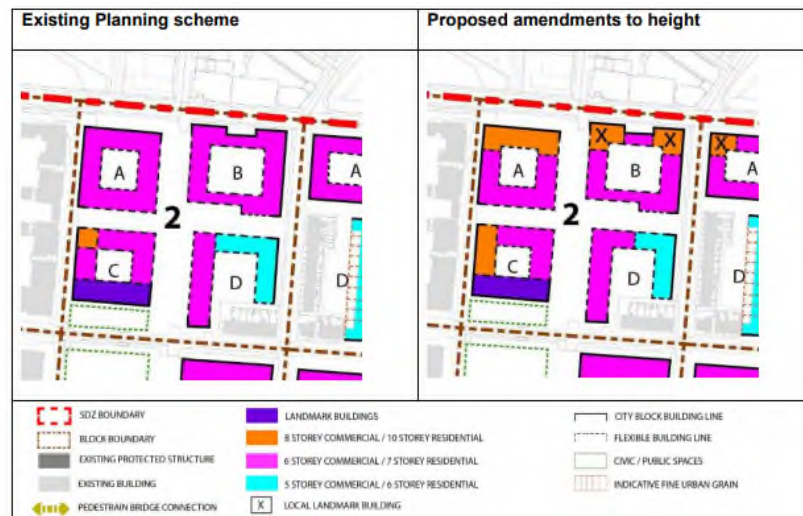 Existing Planning scheme
Proposed amendments to height
A
B
A
2
C
D
D
X
X
X
A
B
A
2
C
D
D
SDZ BOUNDARY
BLOCK BOUNDARY
EXISTING PROTECTED STRUCTURE
EXISTING BUILDING
PEDESTRAIN BRIDGE CONNECTION
LANDMARK BUILDINGS
8 STOREY COMMERCIAL / 10 STOREY RESIDENTIAL
6 STOREY COMMERCIAL / 7 STOREY RESIDENTIAL
5 STOREY COMMERCIAL / 6 STOREY RESIDENTIAL
X LOCAL LANDMARK BUILDING
CITY BLOCK BUILDING LINE
FLEXIBLE BUILDING LINE
CIVIC / PUBLIC SPACES
INDICATIVE FINE URBAN GRAIN